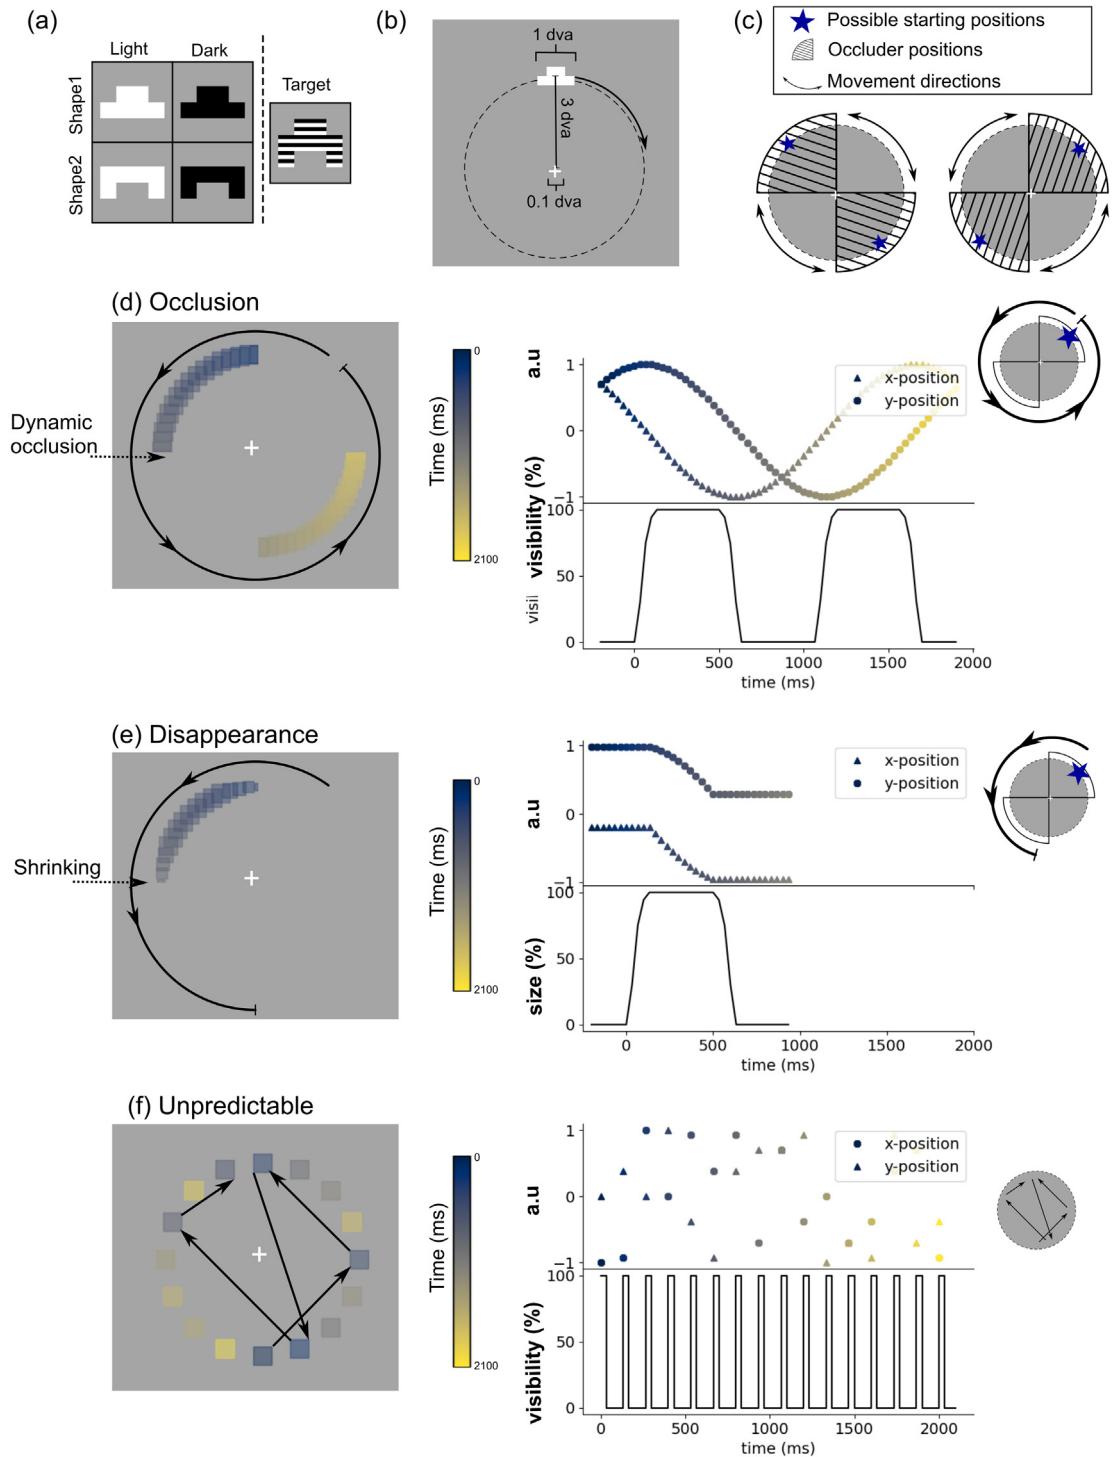 (a)
Light Dark
Target
Shape1
Shape2
(b)
1 dva
3 dva
0.1 dva
(c)
Possible starting positions
Occluder positions
Movement directions
(d) Occlusion
Dynamic
occlusion
Time (ms)
0
2100
a.u
1
0
−1
x-position
y-position
visibility (%)
visi
100
50
0
0 500 1000 1500 2000
time (ms)
(e) Disappearance
Shrinking
Time (ms)
0
2100
a.u
1
0
−1
x-position
y-position
size (%)
100
50
0
0 500 1000 1500 2000
time (ms)
(f) Unpredictable
Time (ms)
0
2100
a.u
1
0
−1
x-position
y-position
visibility (%)
100
50
0
0 500 1000 1500 2000
time (ms)